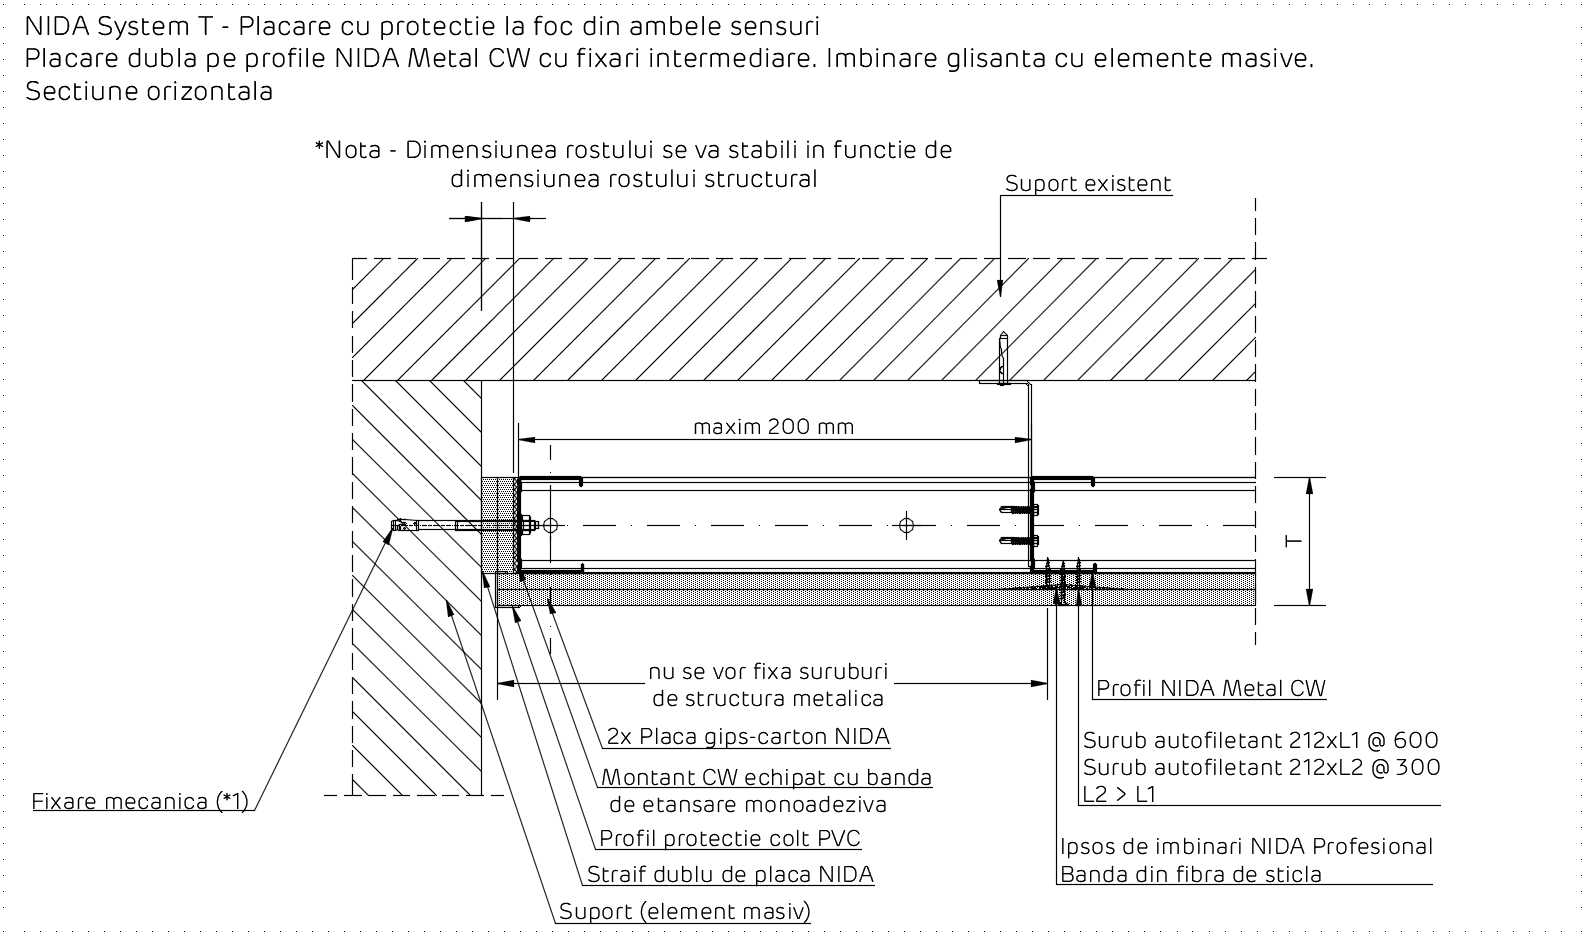 NIDA System T - Placare cu protectie la foc din ambele sensuri
Placare dubla pe profile NIDA Metal CW cu fixari intermediare. Imbinare glisanta cu elemente masive.
Sectiune orizontala
*Nota - Dimensiunea rostului se va stabili in functie de
dimensiunea rostului structural
Suport existent
maxim 200 mm
T
nu se vor fixa suruburi
de structura metalica
Profil NIDA Metal CW
2x Placa gips-carton NIDA
Surub autofiletant 212xL1 @ 600
Surub autofiletant 212xL2 @ 300
L2 > L1
Montant CW echipat cu banda
de etansare monoadeziva
Fixare mecanica (*1)
Profil protectie colt PVC
Ipsos de imbinari NIDA Profesional
Banda din fibra de sticla
Straif dublu de placa NIDA
Suport (element masiv)